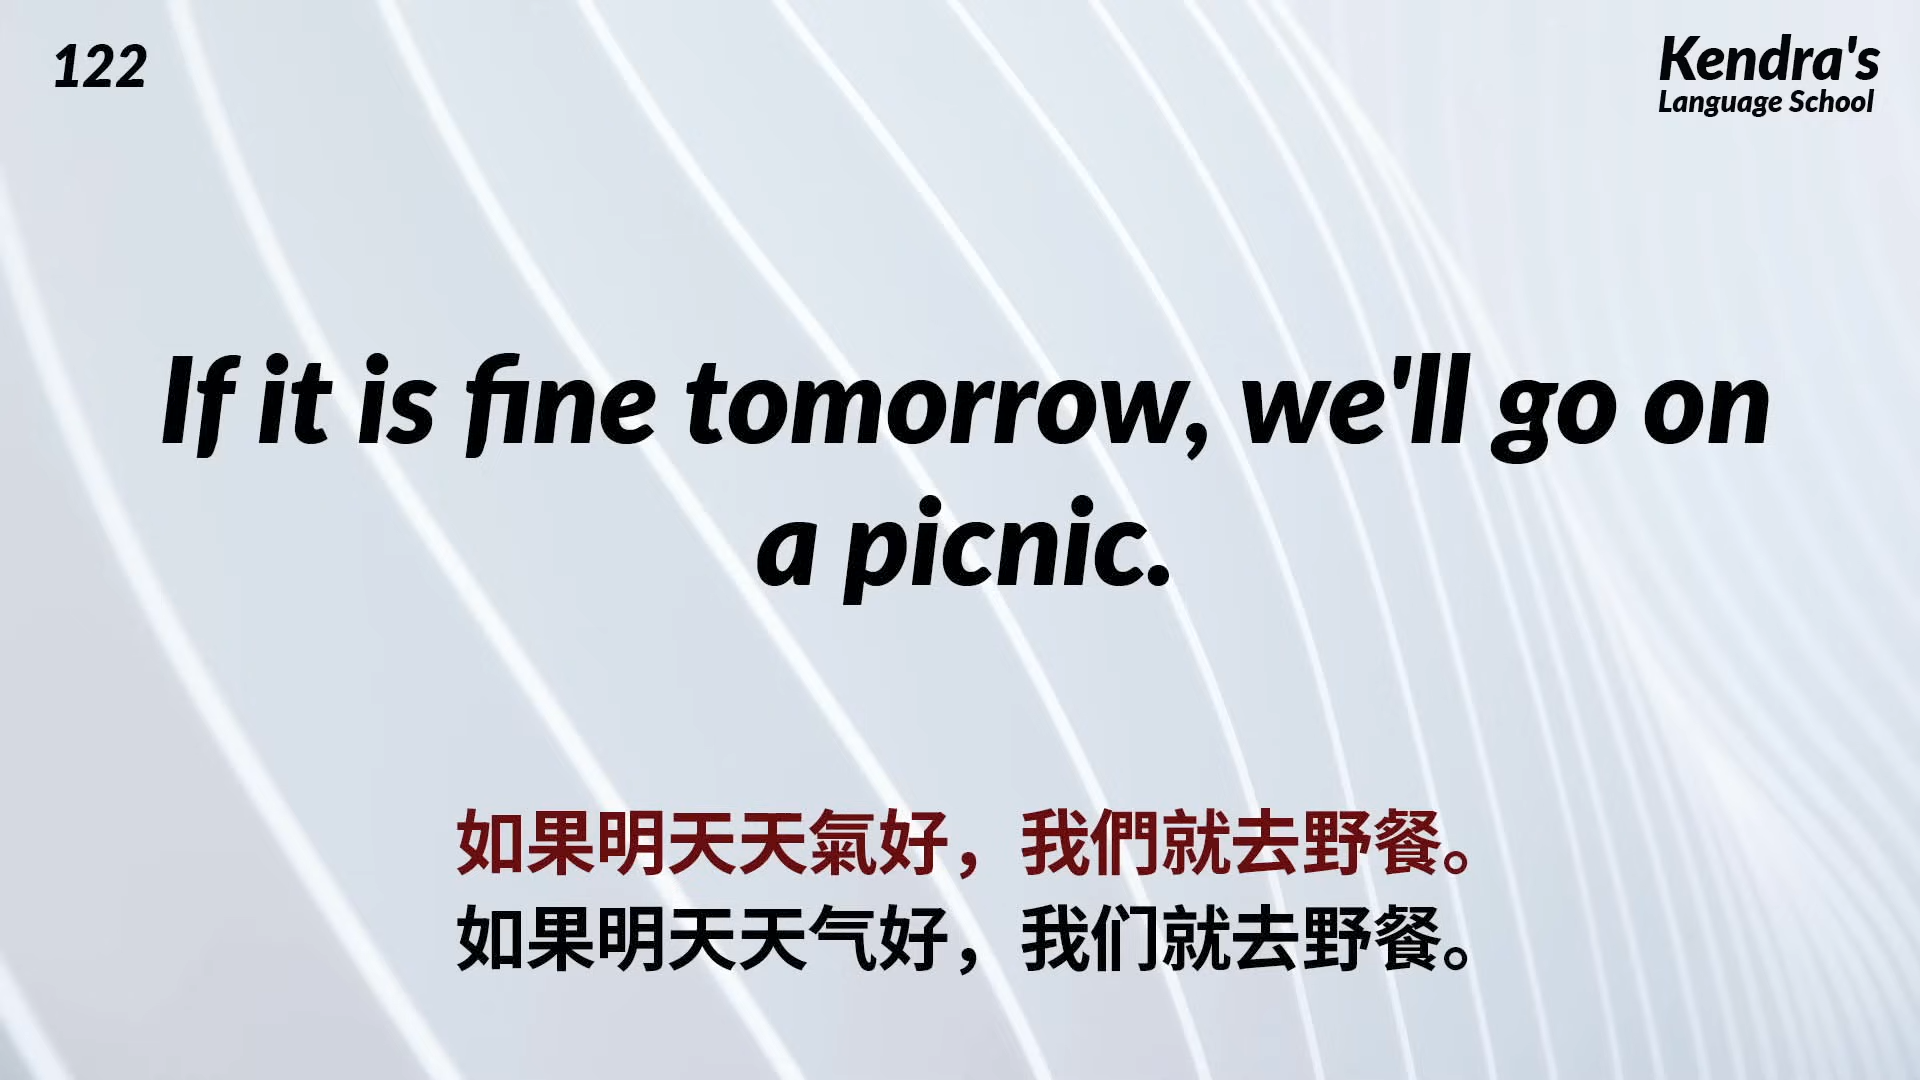 122
Kendra's
Language School
If it is fine tomorrow, we'll go on
a picnic.
如果明天天氣好，我們就去野餐。
如果明天天气好，我们就去野餐。